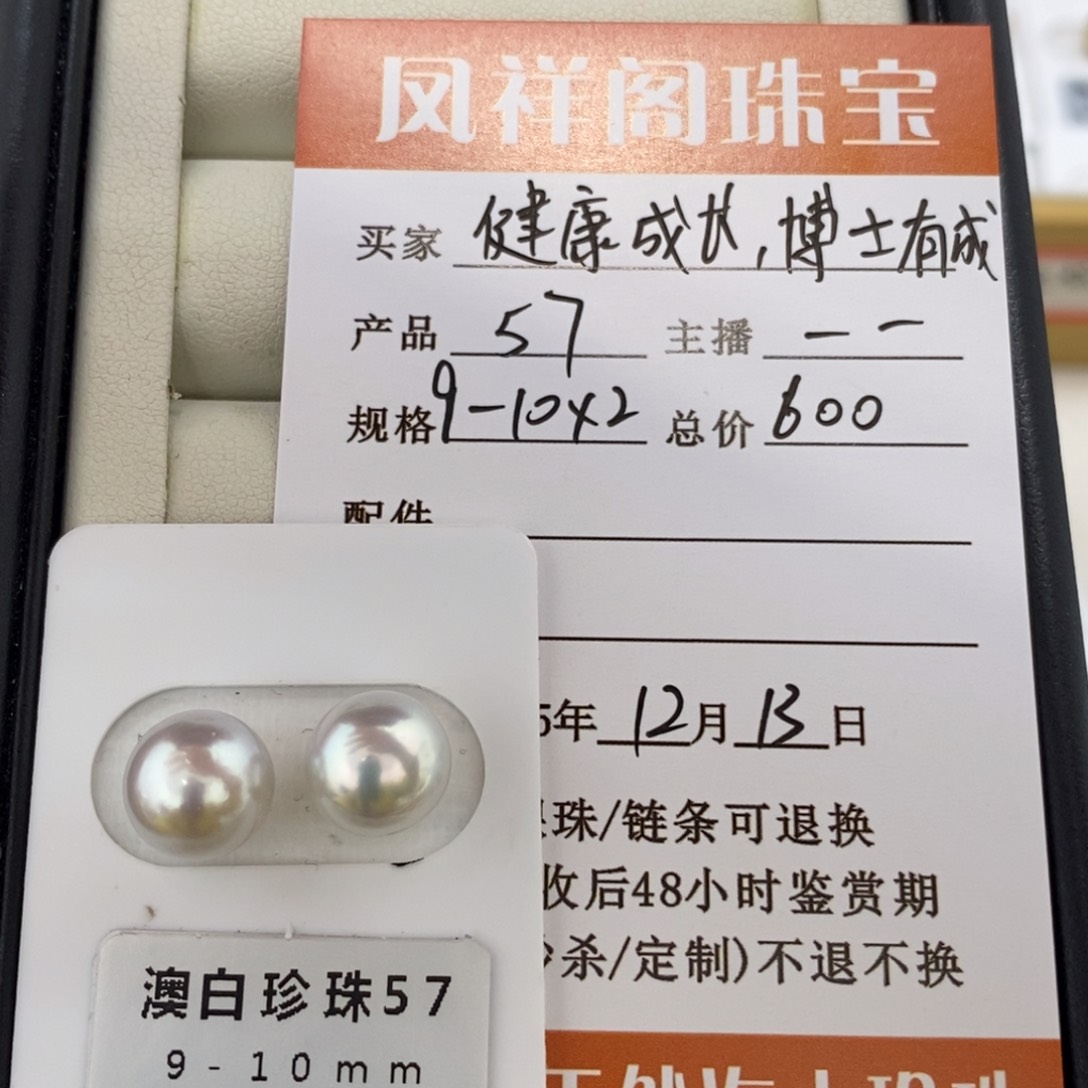 凤祥阁珠宝
买家 健康成长,博士有成
产品 57 主播 一一
规格 9-10x2 总价 600
配件
5年 12月 13日
珠/链条可退换
收后48小时鉴赏期
杀/定制)不退不换
澳白珍珠57
9-10mm